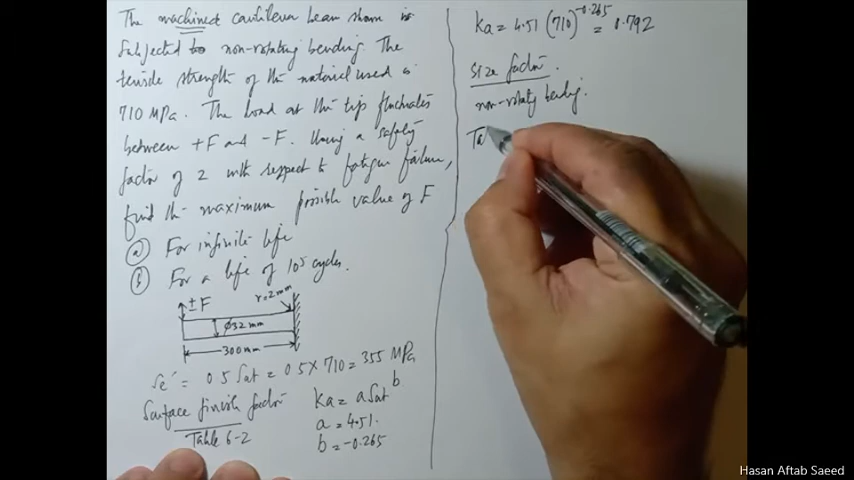 The machined cantilever beam shown is
subjected to non-rotating bending. The
tensile strength of the material used is
710 MPa. The load at the tip fluctuates
between +F and -F. Using a safety
factor of 2 with respect to fatigue failure,
find the maximum possible value of F
(a) For infinite life
(b) For a life of 10⁵ cycles.
±F
r=2mm
ϕ32mm
300mm
Se' = 0.5 Sut = 0.5 x 710 = 355 MPa
Surface finish factor
Table 6-2
ka = a Sut^b
a = 4.51.
b = -0.265
ka = 4.51 (710)^-0.265 = 0.792
size factor.
non-rotating bending.
Ta
Hasan Aftab Saeed